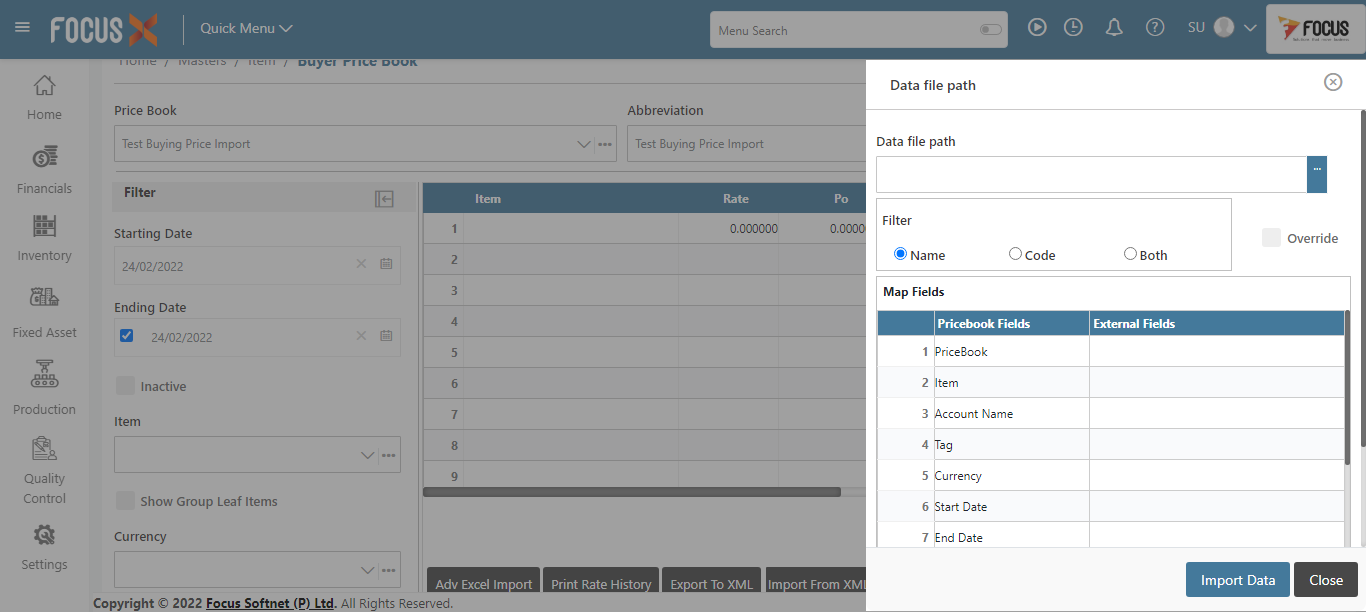 FOCUS X
Quick Menu
Menu Search
SU
FOCUS
Home / Masters / Item / Buyer Price Book
Home
Financials
Inventory
Fixed Asset
Production
Quality
Control
Settings
Price Book
Test Buying Price Import
Abbreviation
Test Buying Price Import
Filter
Starting Date
24/02/2022
Ending Date
24/02/2022
Inactive
Item
Show Group Leaf Items
Currency
Item Rate Po
1 0.000000 0.0000
2
3
4
5
6
7
8
9
Adv Excel Import Print Rate History Export To XML Import From XML
Copyright © 2022 Focus Softnet (P) Ltd. All Rights Reserved.
Data file path
Data file path
...
Filter
Name Code Both
Override
Map Fields
Pricebook Fields External Fields
1 PriceBook
2 Item
3 Account Name
4 Tag
5 Currency
6 Start Date
7 End Date
Import Data Close